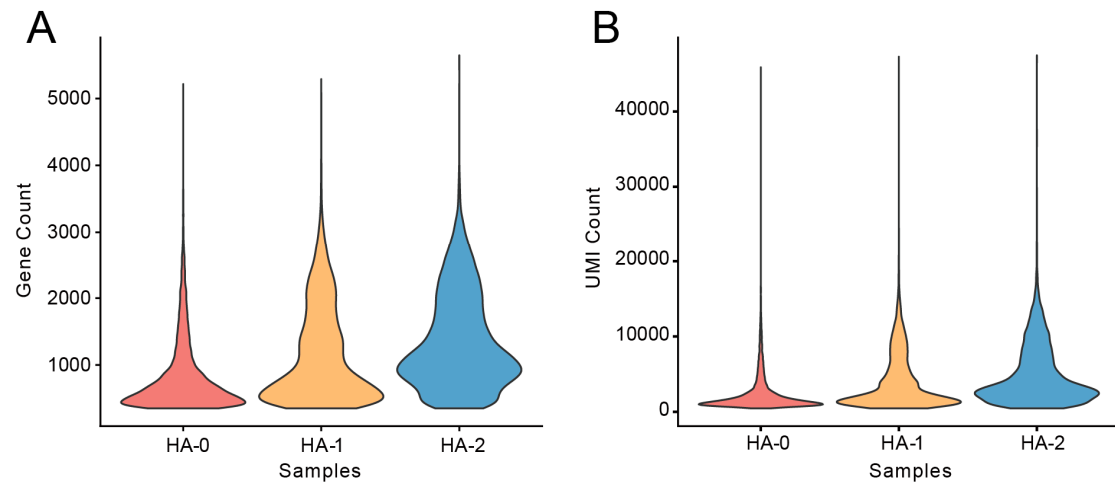 A
Gene Count
5000
4000
3000
2000
1000
HA-0
HA-1
HA-2
Samples
B
UMI Count
40000
30000
20000
10000
0
HA-0
HA-1
HA-2
Samples